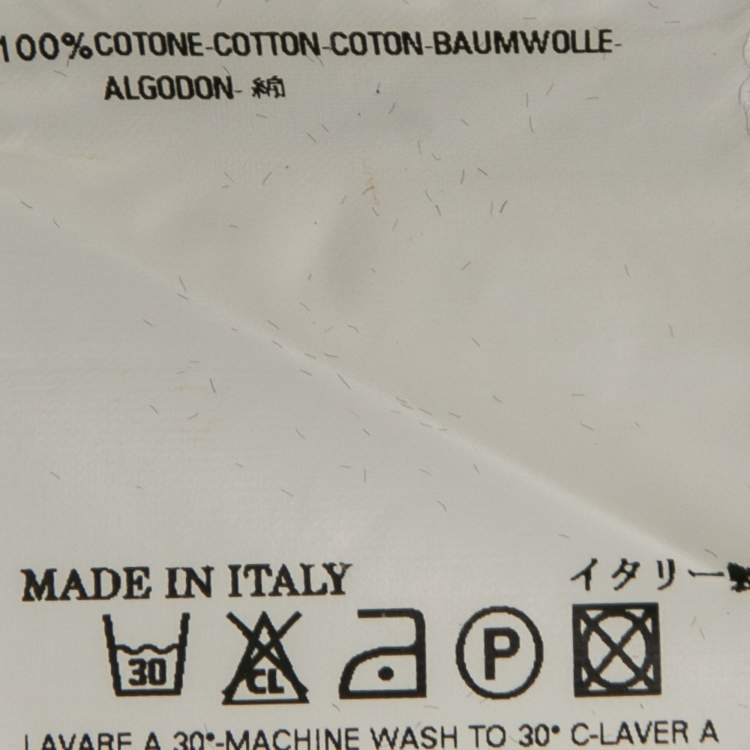 100%COTONE-COTTON-COTON-BAUMWOLLE-
ALGODON- 綿
MADE IN ITALY イタリー製
30 CL P
LAVARE A 30°-MACHINE WASH TO 30° C-LAVER A